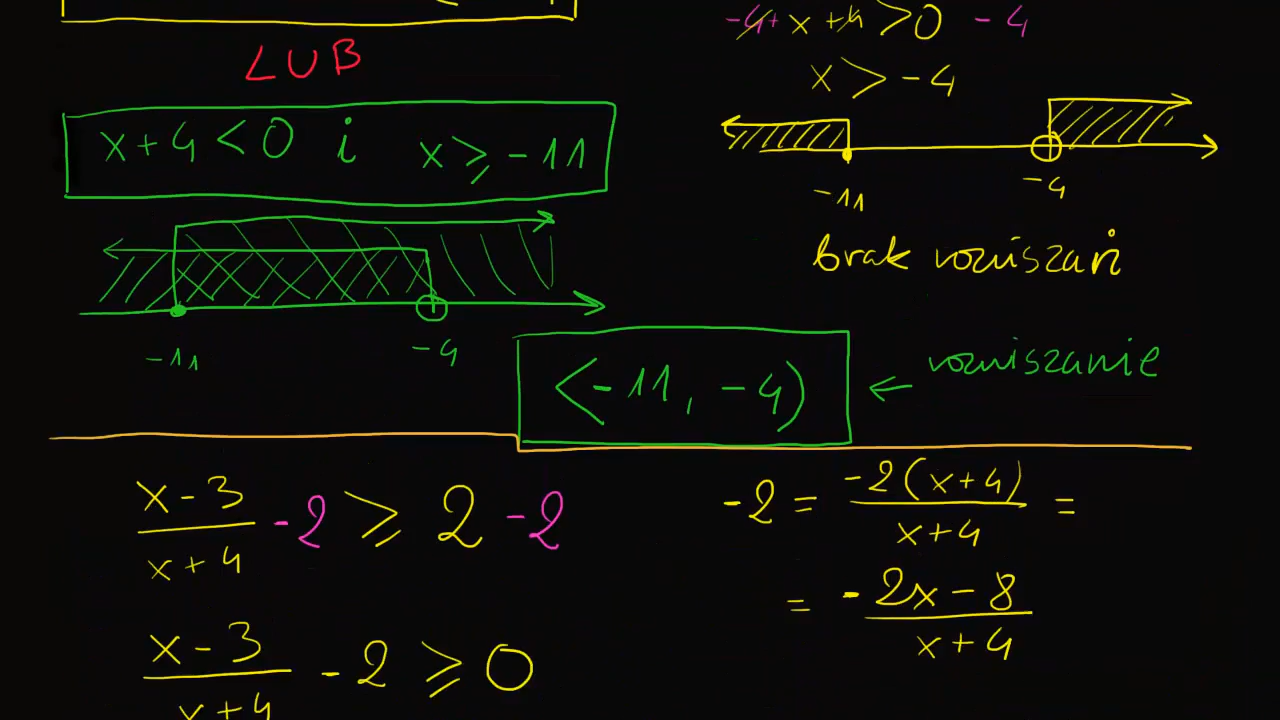 LUB
x+4<0 i x⩾-11
-11 -4
-4+x+4>0-4
x>-4
-11 -4
brak rozwiązań
<-11,-4) ← rozwiązanie
x-3/x+4 -2⩾2-2
x-3/x+4 -2⩾0
-2=-2(x+4)/x+4=
=-2x-8/x+4